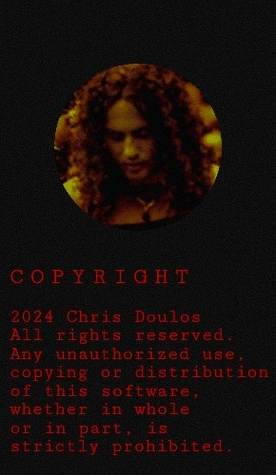 COPYRIGHT
2024 Chris Doulos
All rights reserved.
Any unauthorized use,
copying or distribution
of this software,
whether in whole
or in part, is
strictly prohibited.